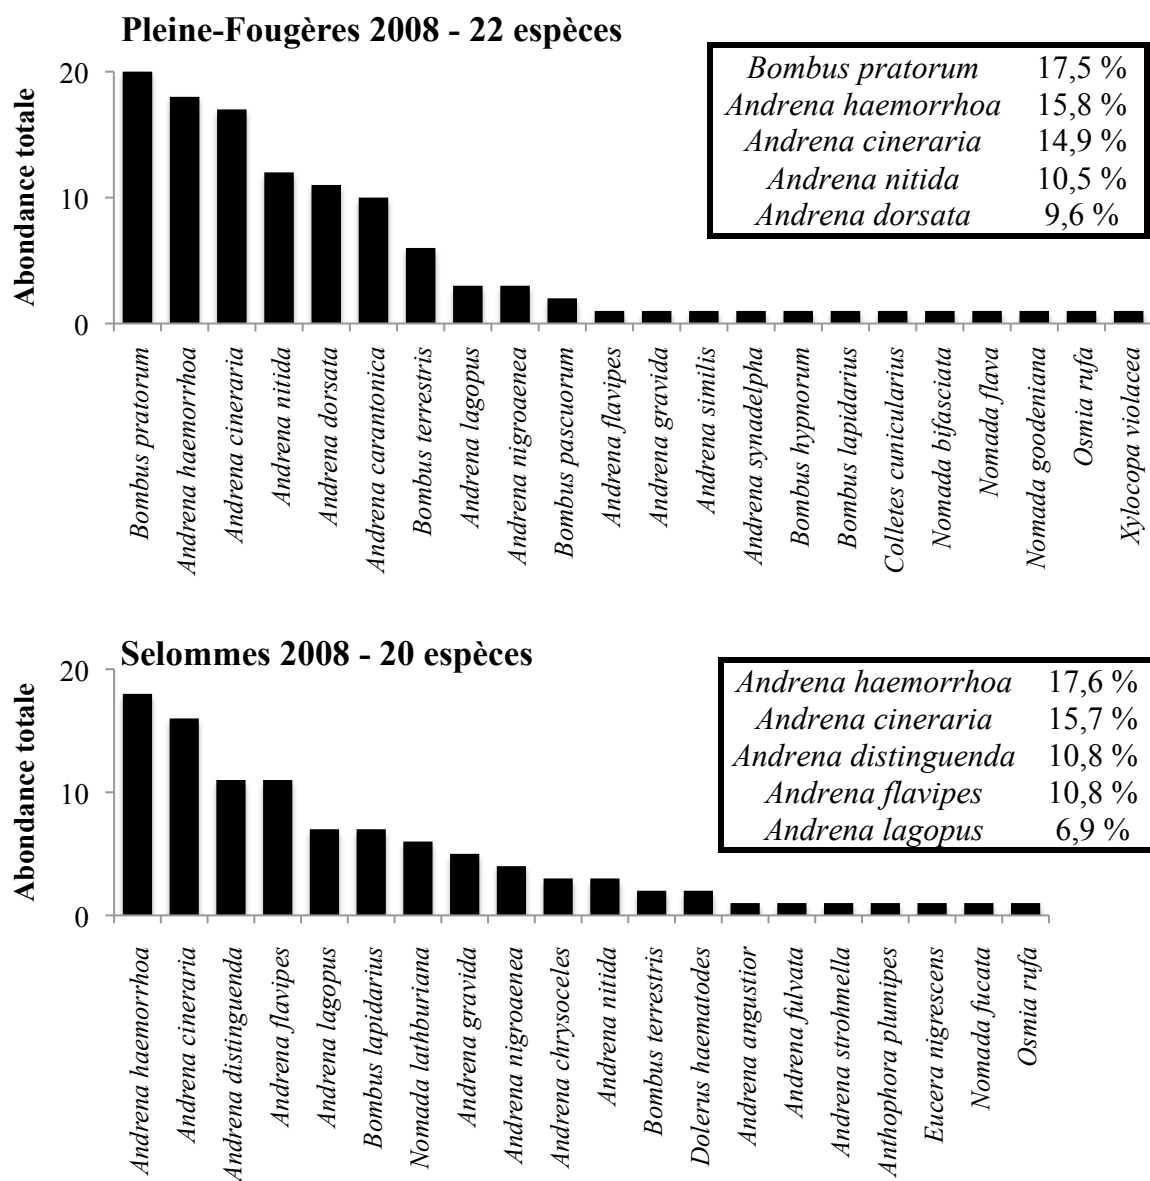 Pleine-Fougères 2008 - 22 espèces
Bombus pratorum 17,5 %
Andrena haemorrhoa 15,8 %
Andrena cineraria 14,9 %
Andrena nitida 10,5 %
Andrena dorsata 9,6 %
Abondance totale
20
10
0
Bombus pratorum
Andrena haemorrhoa
Andrena cineraria
Andrena nitida
Andrena dorsata
Andrena carantonica
Bombus terrestris
Andrena lagopus
Andrena nigroaenea
Bombus pascuorum
Andrena flavipes
Andrena gravida
Andrena similis
Andrena synadelpha
Bombus hypnorum
Bombus lapidarius
Colletes cunicularius
Nomada bifasciata
Nomada flava
Nomada goodeniana
Osmia rufa
Xylocopa violacea
Selommes 2008 - 20 espèces
Andrena haemorrhoa 17,6 %
Andrena cineraria 15,7 %
Andrena distinguenda 10,8 %
Andrena flavipes 10,8 %
Andrena lagopus 6,9 %
Abondance totale
20
10
0
Andrena haemorrhoa
Andrena cineraria
Andrena distinguenda
Andrena flavipes
Andrena lagopus
Bombus lapidarius
Nomada lathburiana
Andrena gravida
Andrena nigroaenea
Andrena chrysoceles
Andrena nitida
Bombus terrestris
Dolerus haematodes
Andrena angustior
Andrena fulvata
Andrena strohmella
Anthophora plumipes
Eucera nigrescens
Nomada fucata
Osmia rufa